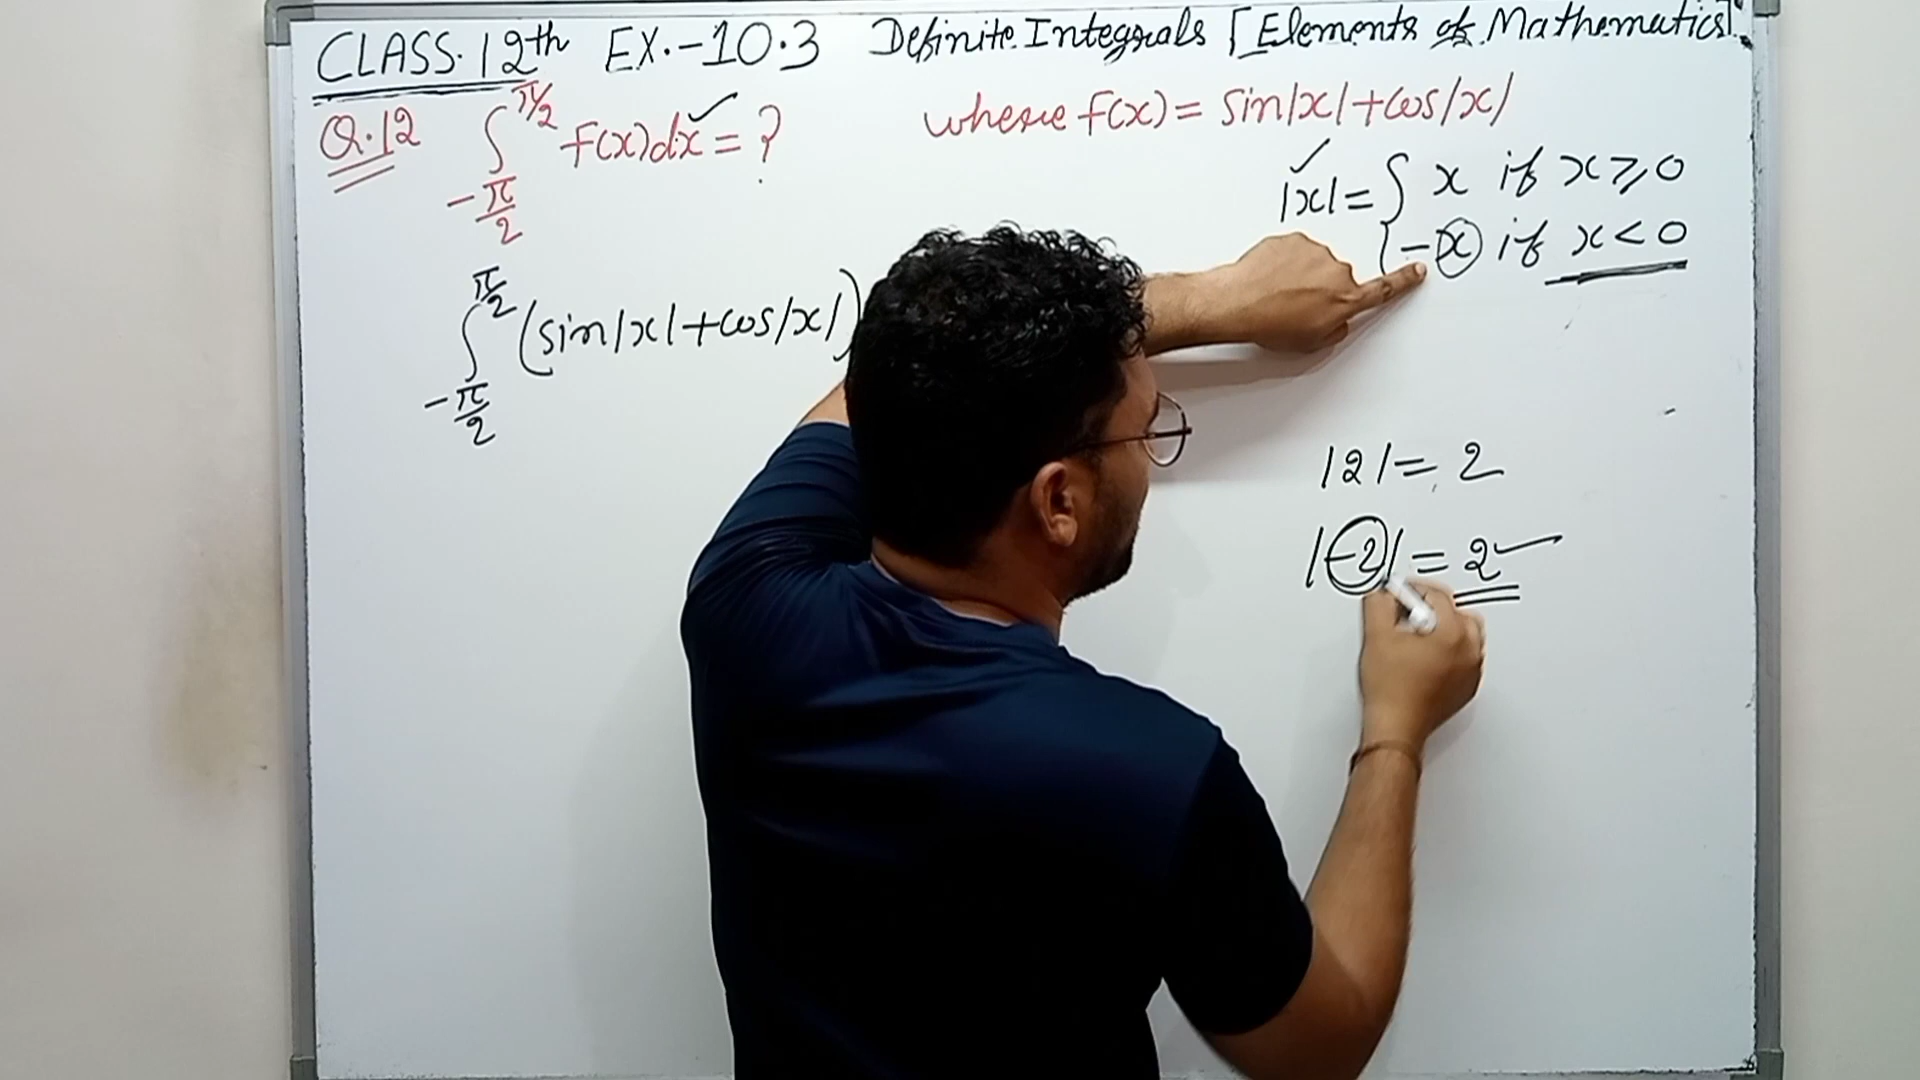 CLASS. 12th EX.-10.3 Definite Integrals [Elements of Mathematics]
Q.12 ∫_{-π/2}^{π/2} f(x)dx = ? where f(x) = sin|x|+cos|x|
|x| = { x if x ≥ 0
-x if x < 0
∫_{-π/2}^{π/2} (sin|x|+cos|x|)
|2| = 2
|-2| = 2